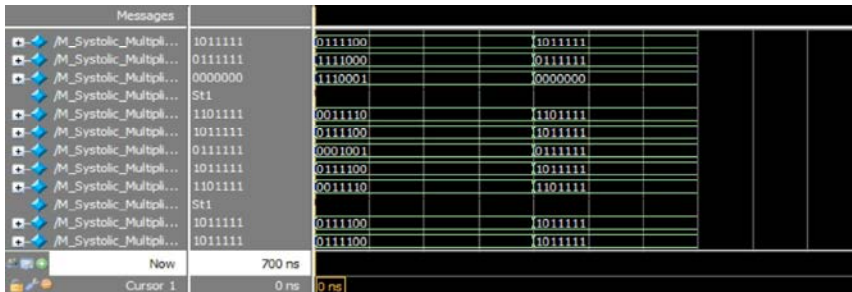 Messages
/M_Systolic_Multipli... 1011111 0111100 1011111
/M_Systolic_Multipli... 0111111 1111000 0111111
/M_Systolic_Multipli... 0000000 1110001 0000000
/M_Systolic_Multipli... St1
/M_Systolic_Multipli... 1101111 0011110 1101111
/M_Systolic_Multipli... 1011111 0111100 1011111
/M_Systolic_Multipli... 0111111 0001001 0111111
/M_Systolic_Multipli... 1011111 0111100 1011111
/M_Systolic_Multipli... 1101111 0011110 1101111
/M_Systolic_Multipli... St1
/M_Systolic_Multipli... 1011111 0111100 1011111
/M_Systolic_Multipli... 1011111 0111100 1011111
Now 700 ns
Cursor 1 0 ns 0 ns